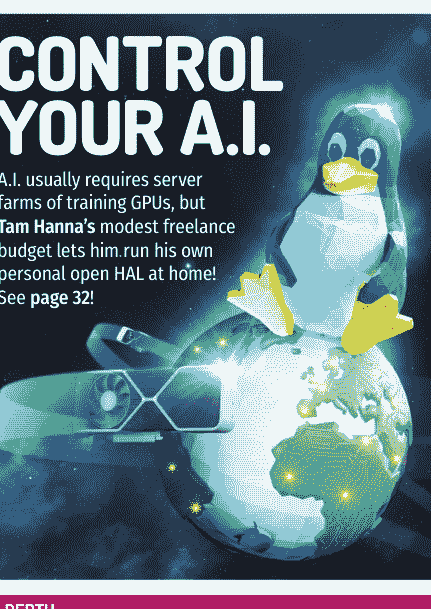 CONTROL
YOUR A.I.
A.I. usually requires server
farms of training GPUs, but
Tam Hanna's modest freelance
budget lets him run his own
personal open HAL at home!
See page 32!
DEPTH